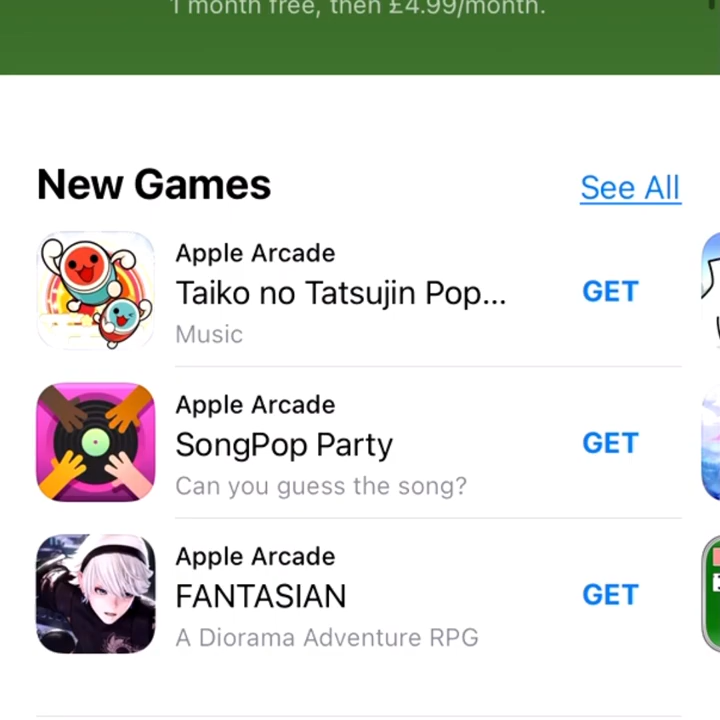 1 month free, then £4.99/month.
New Games
See All
Apple Arcade
Taiko no Tatsujin Pop...
GET
Music
Apple Arcade
SongPop Party
GET
Can you guess the song?
Apple Arcade
FANTASIAN
GET
A Diorama Adventure RPG